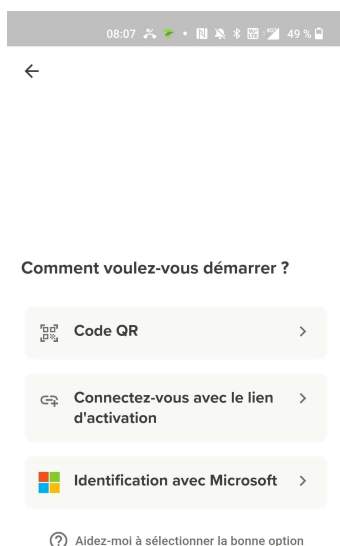 08:07 49 %
Comment voulez-vous démarrer ?
Code QR
Connectez-vous avec le lien
d'activation
Identification avec Microsoft
Aidez-moi à sélectionner la bonne option